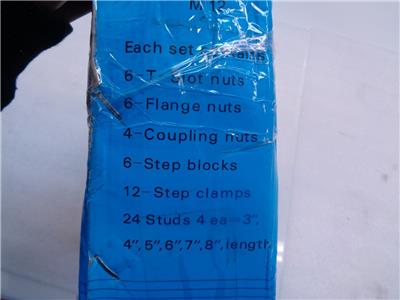 M 12
Each set contains
6-T-Slot nuts
6-Flange nuts
4-Coupling nuts
6-Step blocks
12-Step clamps
24 Studs 4 ea=3",
4",5",6",7",8",length